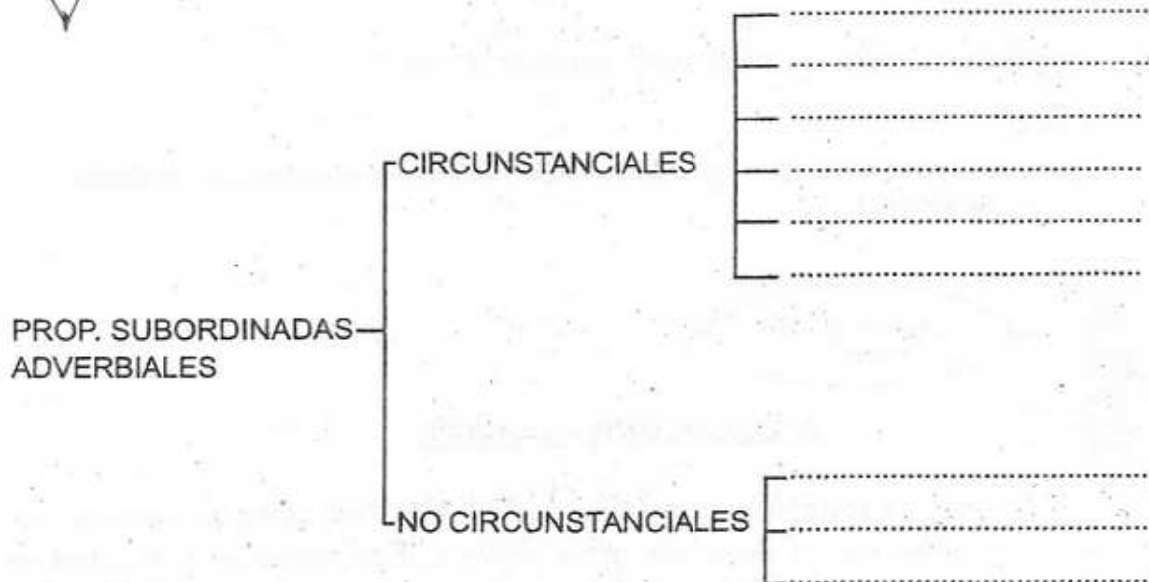 CIRCUNSTANCIALES
PROP. SUBORDINADAS
ADVERBIALES
NO CIRCUNSTANCIALES